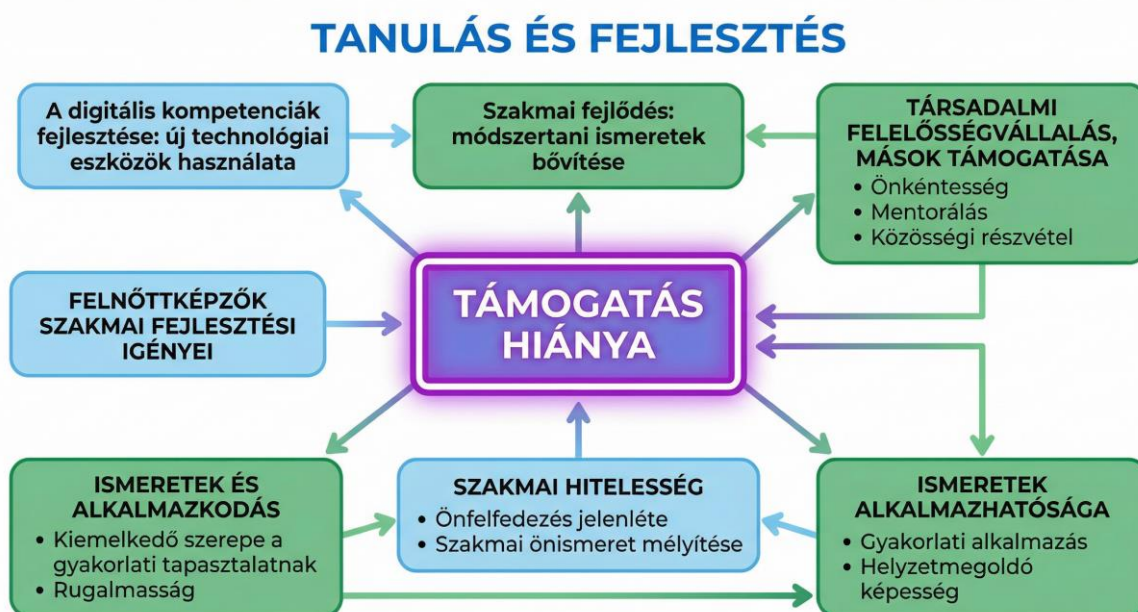 TANULÁS ÉS FEJLESZTÉS
A digitális kompetenciák
fejlesztése: új technológiai
eszközök használata
Szakmai fejlődés:
módszertani ismeretek
bővítése
TÁRSADALMI
FELELŐSSÉGVÁLLALÁS,
MÁSOK TÁMOGATÁSA
• Önkéntesség
• Mentorálás
• Közösségi részvétel
FELNŐTTKÉPZŐK
SZAKMAI FEJLESZTÉSI
IGÉNYEI
TÁMOGATÁS
HIÁNYA
ISMERETEK ÉS
ALKALMAZKODÁS
• Kiemelkedő szerepe a
gyakorlati tapasztalatnak
• Rugalmasság
SZAKMAI HITELESSÉG
• Önfelfedezés jelenléte
• Szakmai önismeret mélyítése
ISMERETEK
ALKALMAZHATÓSÁGA
• Gyakorlati alkalmazás
• Helyzetmegoldó
képesség